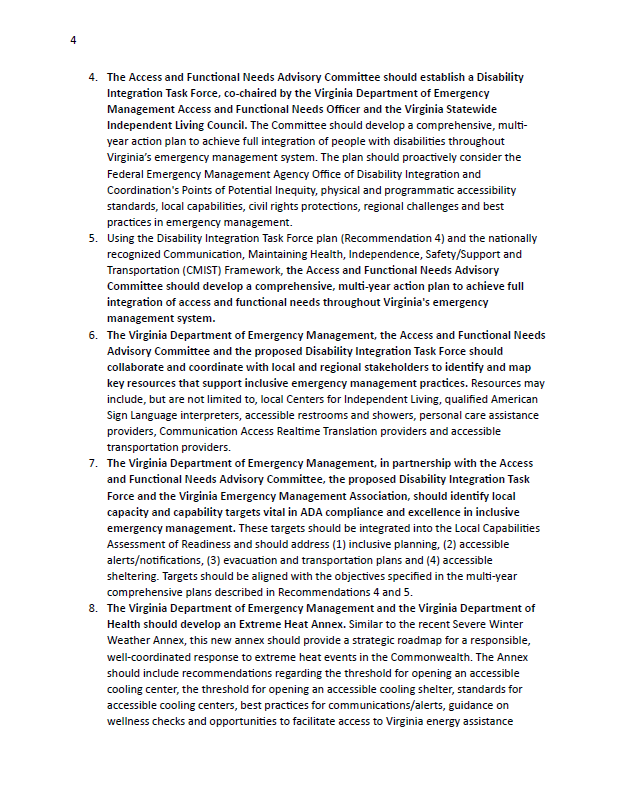 4
4. The Access and Functional Needs Advisory Committee should establish a Disability
Integration Task Force, co-chaired by the Virginia Department of Emergency
Management Access and Functional Needs Officer and the Virginia Statewide
Independent Living Council. The Committee should develop a comprehensive, multi-
year action plan to achieve full integration of people with disabilities throughout
Virginia's emergency management system. The plan should proactively consider the
Federal Emergency Management Agency Office of Disability Integration and
Coordination's Points of Potential Inequity, physical and programmatic accessibility
standards, local capabilities, civil rights protections, regional challenges and best
practices in emergency management.
5. Using the Disability Integration Task Force plan (Recommendation 4) and the nationally
recognized Communication, Maintaining Health, Independence, Safety/Support and
Transportation (CMIST) Framework, the Access and Functional Needs Advisory
Committee should develop a comprehensive, multi-year action plan to achieve full
integration of access and functional needs throughout Virginia's emergency
management system.
6. The Virginia Department of Emergency Management, the Access and Functional Needs
Advisory Committee and the proposed Disability Integration Task Force should
collaborate and coordinate with local and regional stakeholders to identify and map
key resources that support inclusive emergency management practices. Resources may
include, but are not limited to, local Centers for Independent Living, qualified American
Sign Language interpreters, accessible restrooms and showers, personal care assistance
providers, Communication Access Realtime Translation providers and accessible
transportation providers.
7. The Virginia Department of Emergency Management, in partnership with the Access
and Functional Needs Advisory Committee, the proposed Disability Integration Task
Force and the Virginia Emergency Management Association, should identify local
capacity and capability targets vital in ADA compliance and excellence in inclusive
emergency management. These targets should be integrated into the Local Capabilities
Assessment of Readiness and should address (1) inclusive planning, (2) accessible
alerts/notifications, (3) evacuation and transportation plans and (4) accessible
sheltering. Targets should be aligned with the objectives specified in the multi-year
comprehensive plans described in Recommendations 4 and 5.
8. The Virginia Department of Emergency Management and the Virginia Department of
Health should develop an Extreme Heat Annex. Similar to the recent Severe Winter
Weather Annex, this new annex should provide a strategic roadmap for a responsible,
well-coordinated response to extreme heat events in the Commonwealth. The Annex
should include recommendations regarding the threshold for opening an accessible
cooling center, the threshold for opening an accessible cooling shelter, standards for
accessible cooling centers, best practices for communications/alerts, guidance on
wellness checks and opportunities to facilitate access to Virginia energy assistance